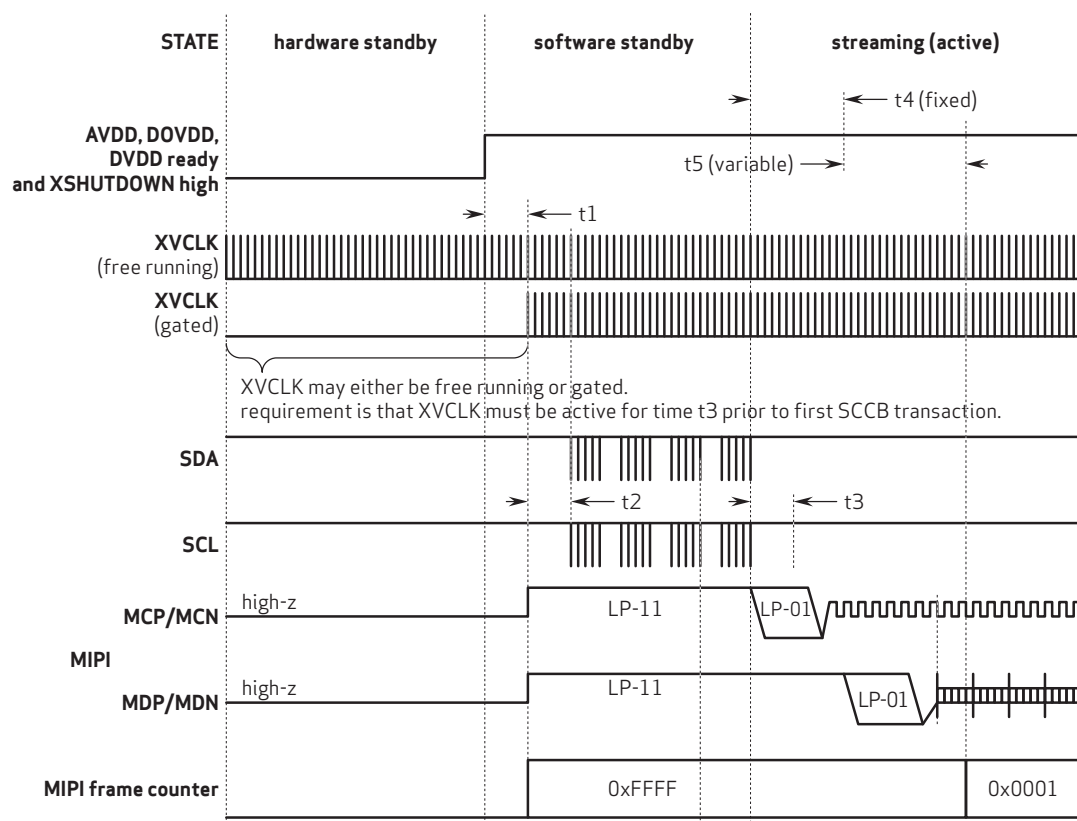 STATE
hardware standby
software standby
streaming (active)
t4 (fixed)
AVDD, DOVDD,
DVDD ready
and XSHUTDOWN high
t5 (variable)
t1
XVCLK
(free running)
XVCLK
(gated)
XVCLK may either be free running or gated.
requirement is that XVCLK must be active for time t3 prior to first SCCB transaction.
SDA
t2
t3
SCL
high-z
LP-11
LP-01
MCP/MCN
MIPI
high-z
LP-11
LP-01
MDP/MDN
MIPI frame counter
0xFFFF
0x0001